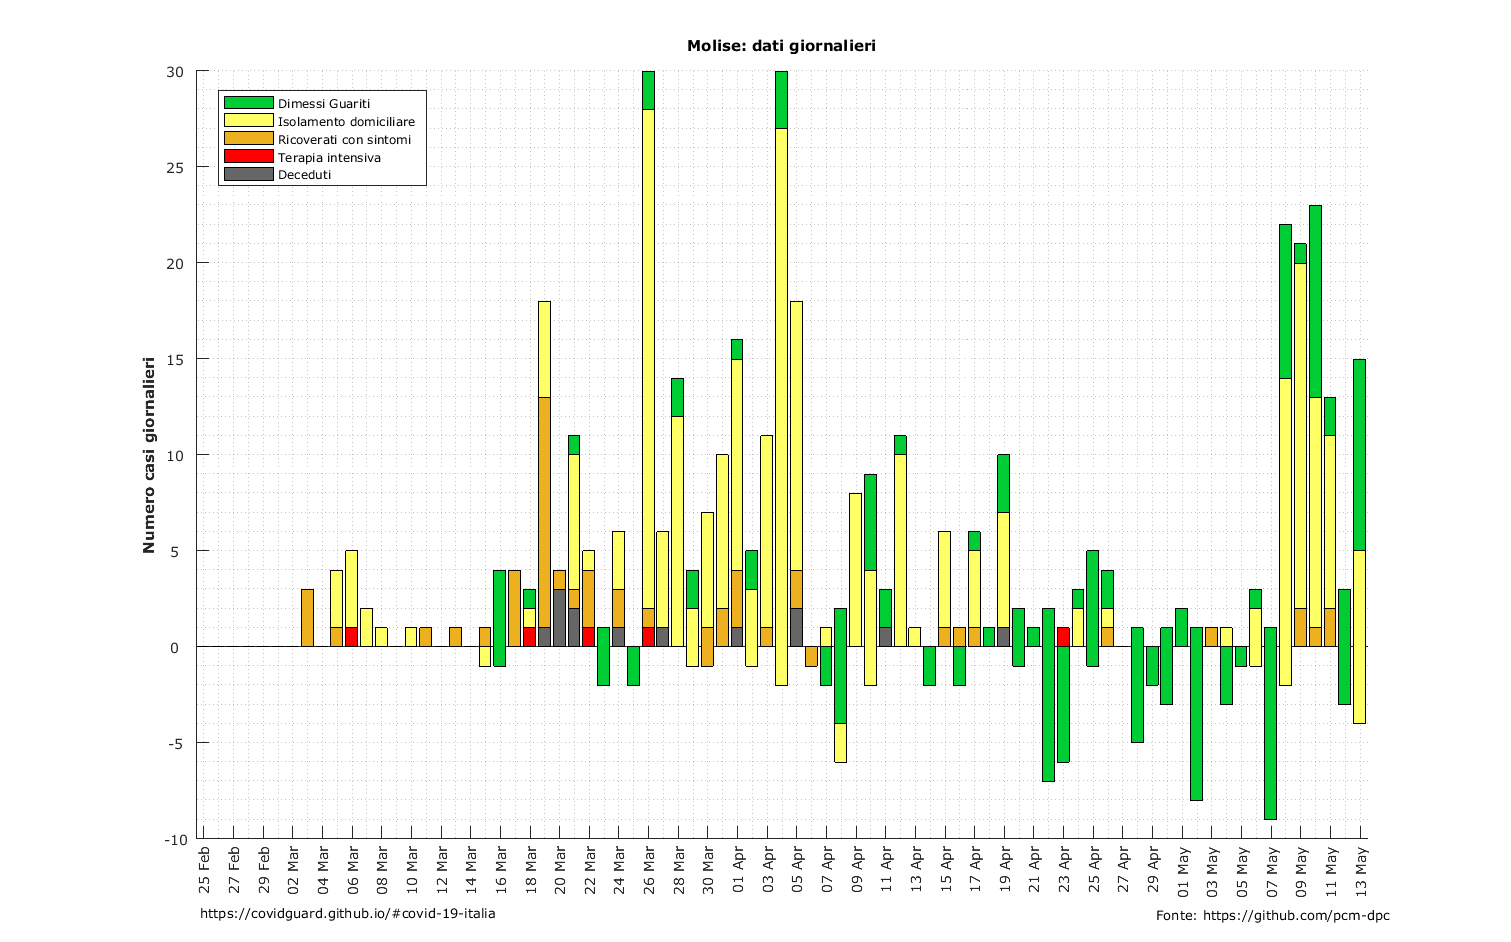 Molise: dati giornalieri
Dimessi Guariti
Isolamento domiciliare
Ricoverati con sintomi
Terapia intensiva
Deceduti
Numero casi giornalieri
30
25
20
15
10
5
0
-5
-10
25 Feb
27 Feb
29 Feb
02 Mar
04 Mar
06 Mar
08 Mar
10 Mar
12 Mar
14 Mar
16 Mar
18 Mar
20 Mar
22 Mar
24 Mar
26 Mar
28 Mar
30 Mar
01 Apr
03 Apr
05 Apr
07 Apr
09 Apr
11 Apr
13 Apr
15 Apr
17 Apr
19 Apr
21 Apr
23 Apr
25 Apr
27 Apr
29 Apr
01 May
03 May
05 May
07 May
09 May
11 May
13 May
https://covidguard.github.io/#covid-19-italia
Fonte: https://github.com/pcm-dpc